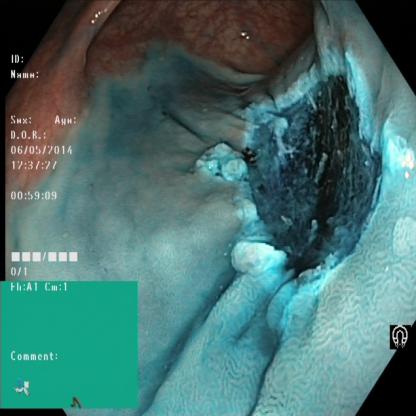 ID:
Name:
Sex: Age:
D.O.B.:
06/05/2014
12:37:27
00:59:09
■■■/■■■
0/1
Eh:A1 Cm:1
Comment: